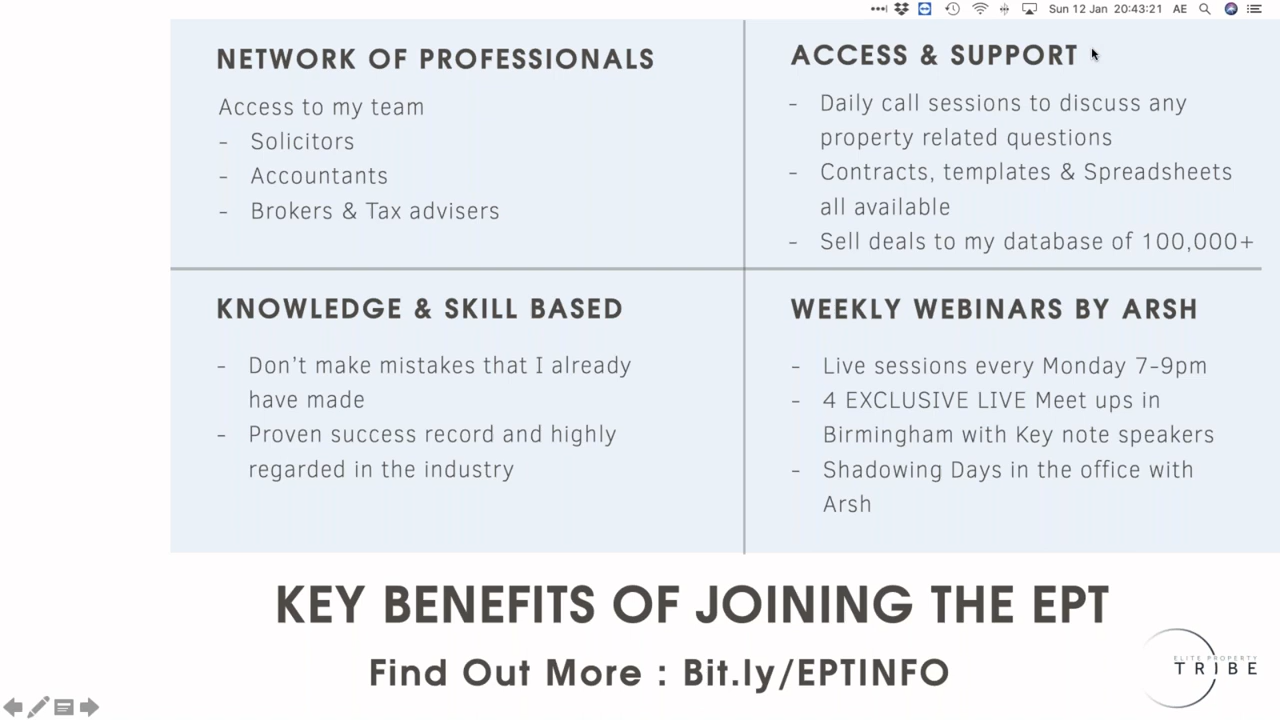 Sun 12 Jan 20:43:21 AE
NETWORK OF PROFESSIONALS
Access to my team
- Solicitors
- Accountants
- Brokers & Tax advisers
ACCESS & SUPPORT
- Daily call sessions to discuss any
property related questions
- Contracts, templates & Spreadsheets
all available
- Sell deals to my database of 100,000+
KNOWLEDGE & SKILL BASED
- Don't make mistakes that I already
have made
- Proven success record and highly
regarded in the industry
WEEKLY WEBINARS BY ARSH
- Live sessions every Monday 7-9pm
- 4 EXCLUSIVE LIVE Meet ups in
Birmingham with Key note speakers
- Shadowing Days in the office with
Arsh
KEY BENEFITS OF JOINING THE EPT
Find Out More : Bit.ly/EPTINFO
ELITE PROPERTY
TRIBE